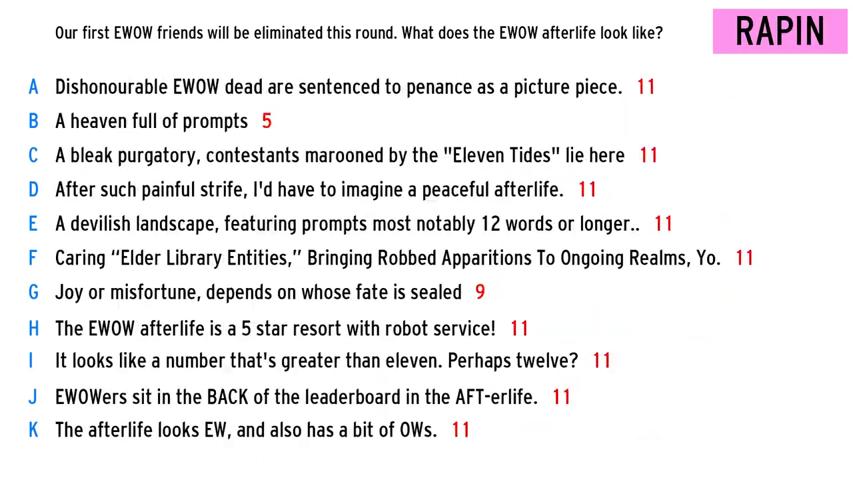 Our first EWOW friends will be eliminated this round. What does the EWOW afterlife look like?
RAPIN
A Dishonourable EWOW dead are sentenced to penance as a picture piece. 11
B A heaven full of prompts 5
C A bleak purgatory, contestants marooned by the "Eleven Tides" lie here 11
D After such painful strife, I'd have to imagine a peaceful afterlife. 11
E A devilish landscape, featuring prompts most notably 12 words or longer.. 11
F Caring “Elder Library Entities,” Bringing Robbed Apparitions To Ongoing Realms, Yo. 11
G Joy or misfortune, depends on whose fate is sealed 9
H The EWOW afterlife is a 5 star resort with robot service! 11
I It looks like a number that's greater than eleven. Perhaps twelve? 11
J EWOWers sit in the BACK of the leaderboard in the AFT-erlife. 11
K The afterlife looks EW, and also has a bit of OWs. 11